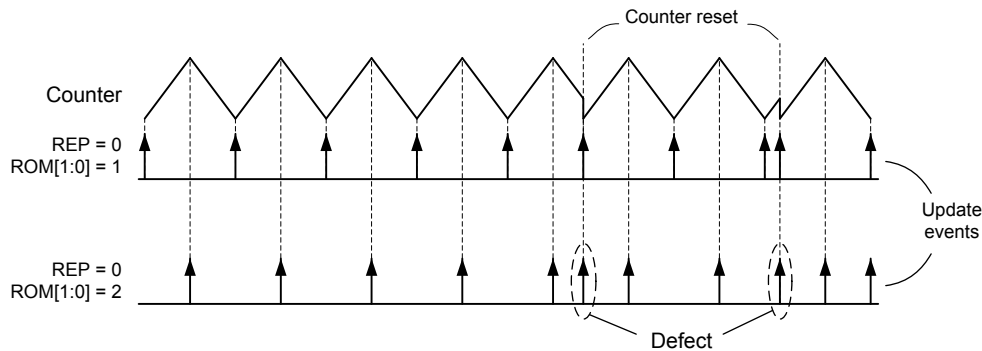 Counter reset
Counter
REP = 0
ROM[1:0] = 1
Update
events
REP = 0
ROM[1:0] = 2
Defect